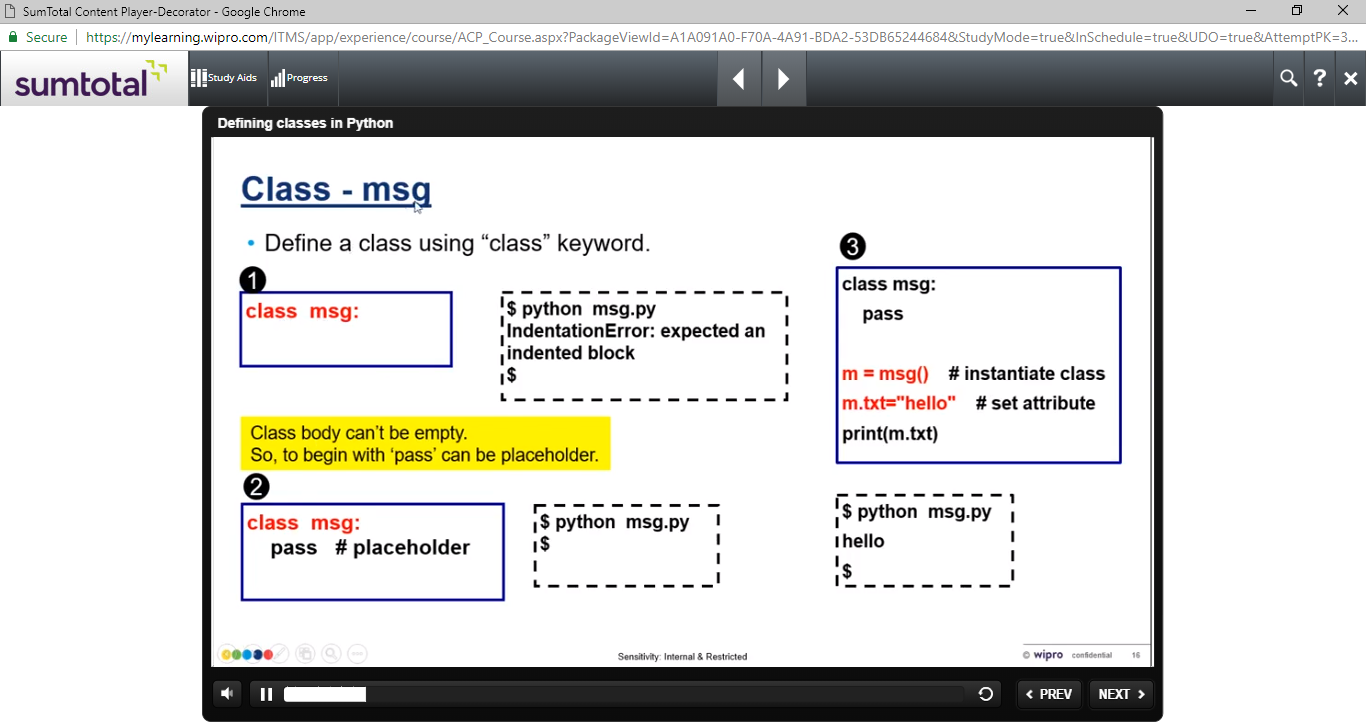 SumTotal Content Player-Decorator - Google Chrome
Secure | https://mylearning.wipro.com/ITMS/app/experience/course/ACP_Course.aspx?PackageViewId=A1A091A0-F70A-4A91-BDA2-53DB65244684&StudyMode=true&InSchedule=true&UDO=true&AttemptPK=3...
sumtotal
Study Aids
Progress
?
Defining classes in Python
Class - msg
• Define a class using “class” keyword.
1
class msg:
$ python msg.py
IndentationError: expected an
indented block
$
Class body can’t be empty.
So, to begin with ‘pass’ can be placeholder.
2
class msg:
pass # placeholder
$ python msg.py
$
3
class msg:
pass
m = msg() # instantiate class
m.txt="hello" # set attribute
print(m.txt)
$ python msg.py
hello
$
Sensitivity: Internal & Restricted
© wipro confidential 16
< PREV
NEXT >